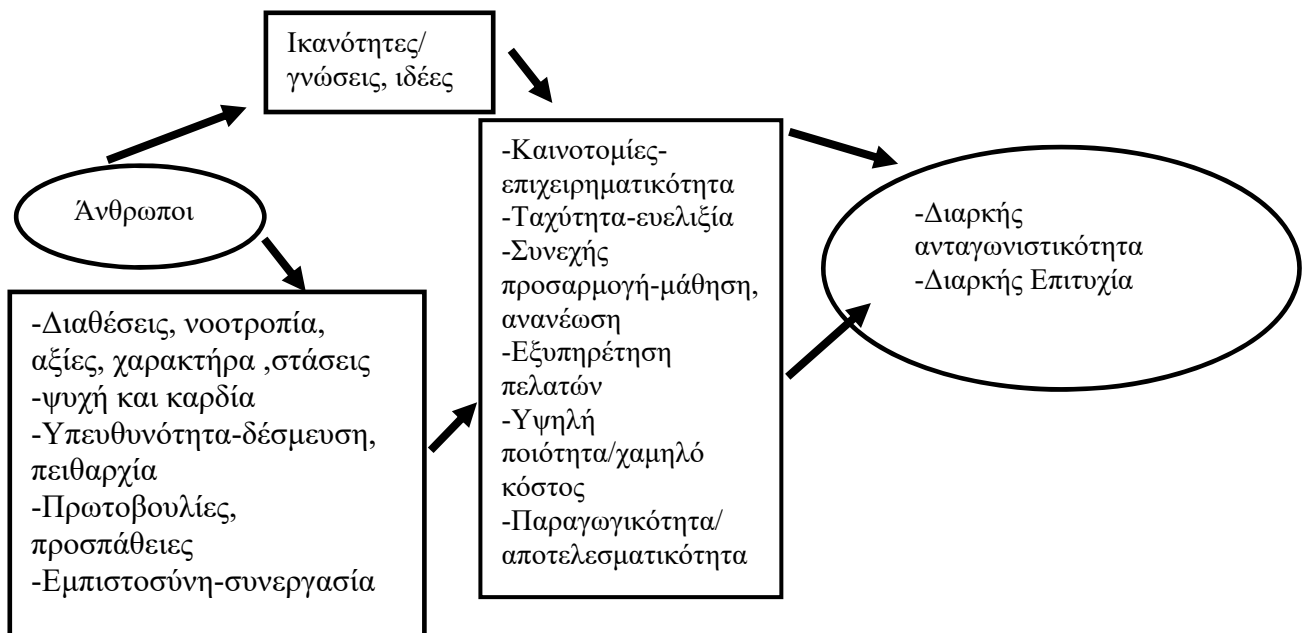 Ικανότητες/
γνώσεις, ιδέες
Άνθρωποι
-Διαθέσεις, νοοτροπία,
αξίες, χαρακτήρα ,στάσεις
-ψυχή και καρδία
-Υπευθυνότητα-δέσμευση,
πειθαρχία
-Πρωτοβουλίες,
προσπάθειες
-Εμπιστοσύνη-συνεργασία
-Καινοτομίες-
επιχειρηματικότητα
-Ταχύτητα-ευελιξία
-Συνεχής
προσαρμογή-μάθηση,
ανανέωση
-Εξυπηρέτηση
πελατών
-Υψηλή
ποιότητα/χαμηλό
κόστος
-Παραγωγικότητα/
αποτελεσματικότητα
-Διαρκής
ανταγωνιστικότητα
-Διαρκής Επιτυχία